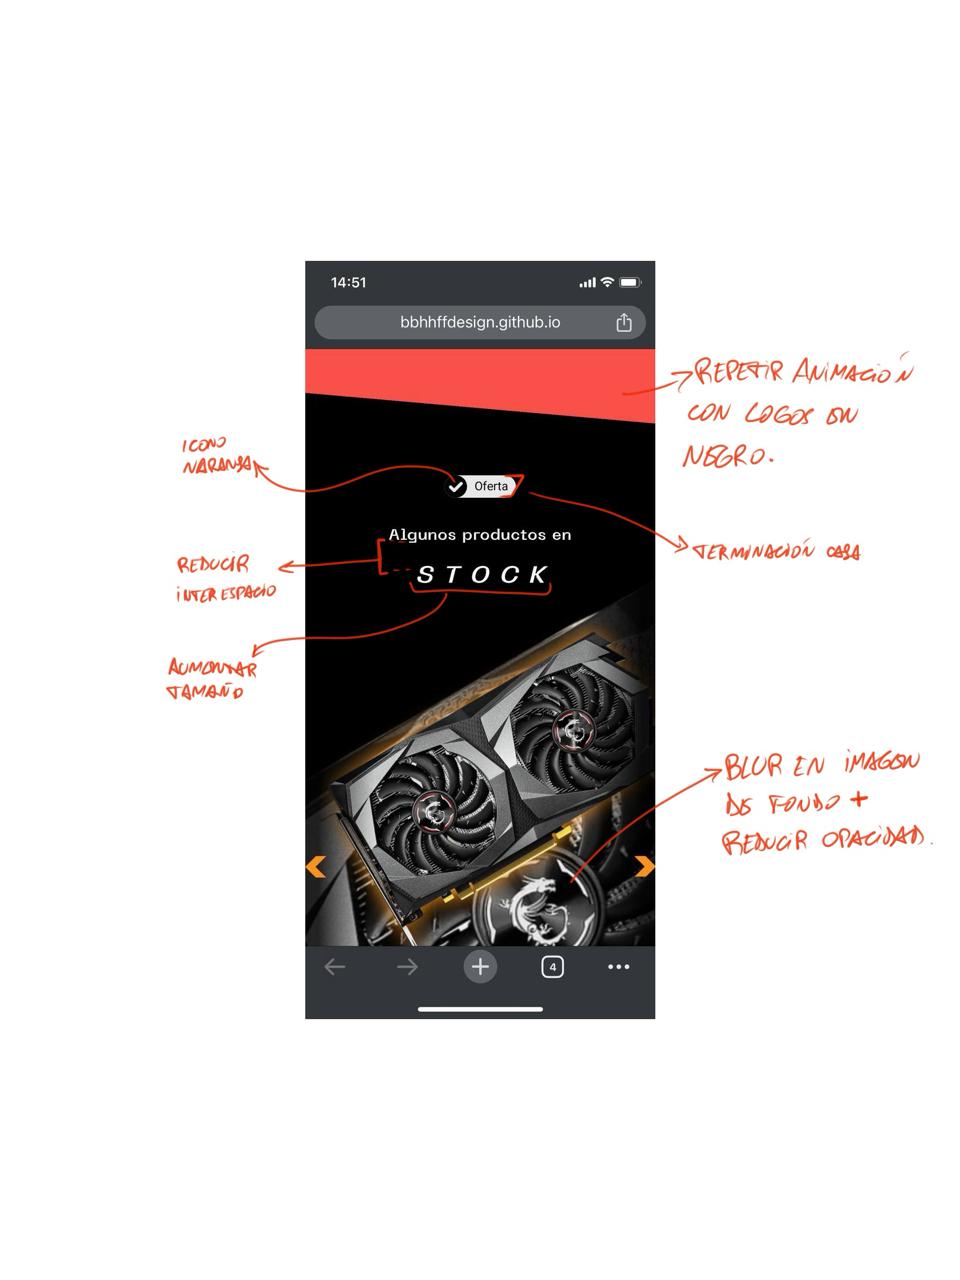 14:51
bbhhffdesign.github.io
REPETIR ANIMACIÓN
CON LOGOS EN
NEGRO.
ICONO
NARANJA
Oferta
Algunos productos en
TERMINACIÓN
REDUCIR
INTERESPACIO
STOCK
AUMENTAR
TAMAÑO
BLUR EN IMAGEN
DE FONDO +
REDUCIR OPACIDAD.
4